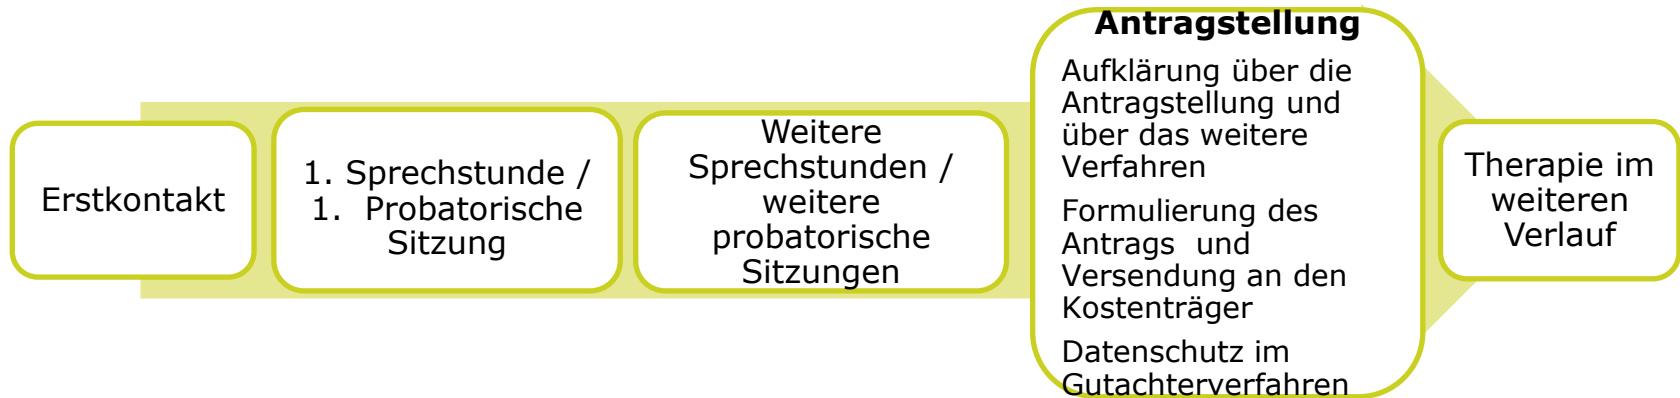 Erstkontakt
1. Sprechstunde /
1. Probatorische
Sitzung
Weitere
Sprechstunden /
weitere
probatorische
Sitzungen
Antragstellung
Aufklärung über die
Antragstellung und
über das weitere
Verfahren
Formulierung des
Antrags und
Versendung an den
Kostenträger
Datenschutz im
Gutachterverfahren
Therapie im
weiteren
Verlauf